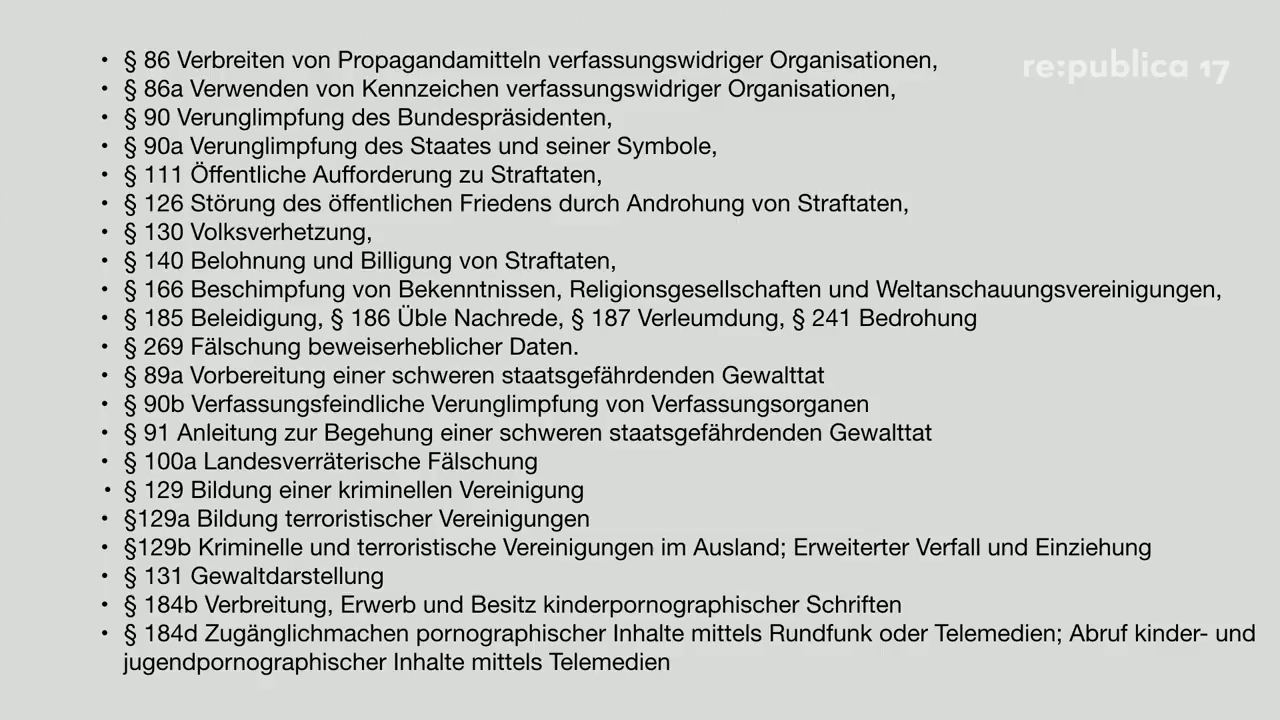 re:publica 17
• § 86 Verbreiten von Propagandamitteln verfassungswidriger Organisationen,
• § 86a Verwenden von Kennzeichen verfassungswidriger Organisationen,
• § 90 Verunglimpfung des Bundespräsidenten,
• § 90a Verunglimpfung des Staates und seiner Symbole,
• § 111 Öffentliche Aufforderung zu Straftaten,
• § 126 Störung des öffentlichen Friedens durch Androhung von Straftaten,
• § 130 Volksverhetzung,
• § 140 Belohnung und Billigung von Straftaten,
• § 166 Beschimpfung von Bekenntnissen, Religionsgesellschaften und Weltanschauungsvereinigungen,
• § 185 Beleidigung, § 186 Üble Nachrede, § 187 Verleumdung, § 241 Bedrohung
• § 269 Fälschung beweiserheblicher Daten.
• § 89a Vorbereitung einer schweren staatsgefährdenden Gewalttat
• § 90b Verfassungsfeindliche Verunglimpfung von Verfassungsorganen
• § 91 Anleitung zur Begehung einer schweren staatsgefährdenden Gewalttat
• § 100a Landesverräterische Fälschung
• § 129 Bildung einer kriminellen Vereinigung
• §129a Bildung terroristischer Vereinigungen
• §129b Kriminelle und terroristische Vereinigungen im Ausland; Erweiterter Verfall und Einziehung
• § 131 Gewaltdarstellung
• § 184b Verbreitung, Erwerb und Besitz kinderpornographischer Schriften
• § 184d Zugänglichmachen pornographischer Inhalte mittels Rundfunk oder Telemedien; Abruf kinder- und
jugendpornographischer Inhalte mittels Telemedien